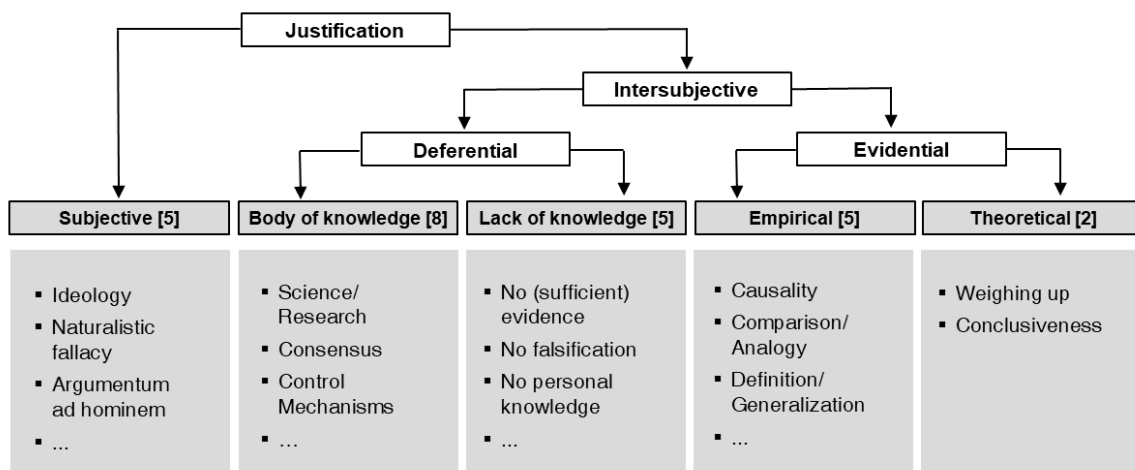 Justification
Intersubjective
Deferential
Evidential
Subjective [5]
Body of knowledge [8]
Lack of knowledge [5]
Empirical [5]
Theoretical [2]
▪ Ideology
▪ Naturalistic
fallacy
▪ Argumentum
ad hominem
▪ ...
▪ Science/
Research
▪ Consensus
▪ Control
Mechanisms
▪ …
▪ No (sufficient)
evidence
▪ No falsification
▪ No personal
knowledge
▪ ...
▪ Causality
▪ Comparison/
Analogy
▪ Definition/
Generalization
▪ ...
▪ Weighing up
▪ Conclusiveness